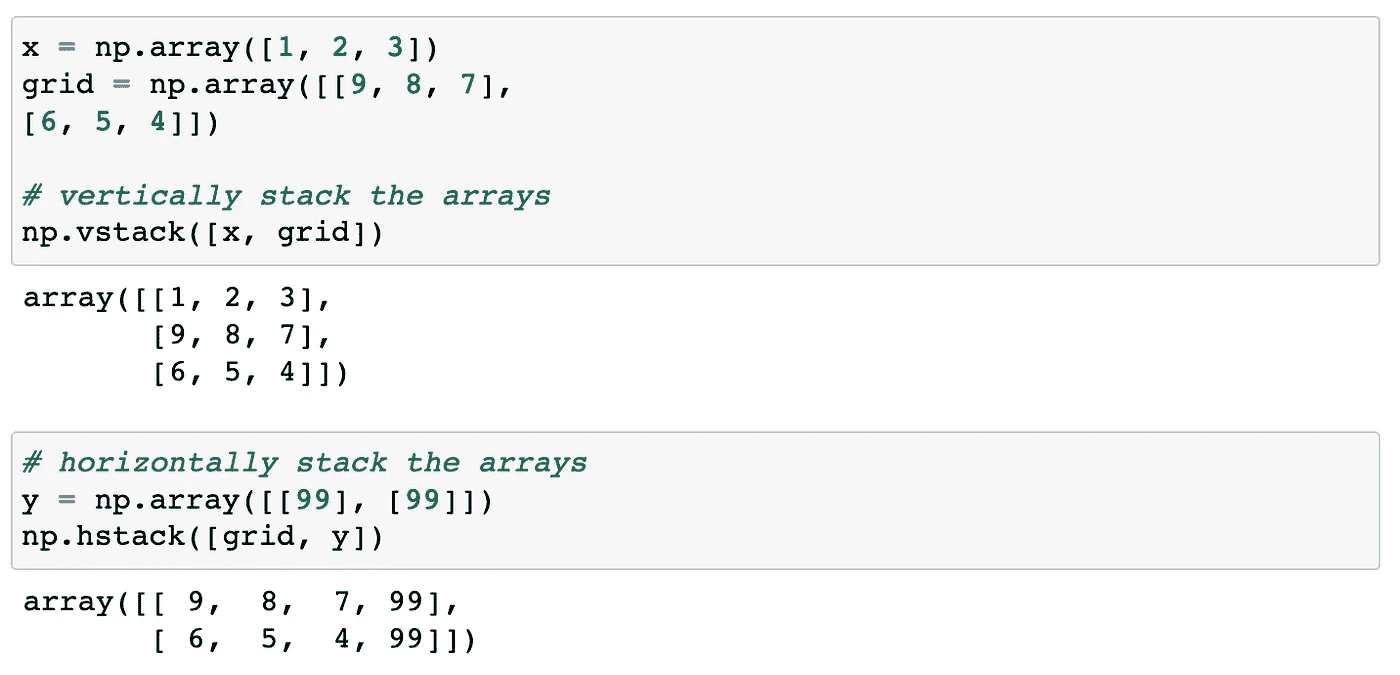 x = np.array([1, 2, 3])
grid = np.array([[9, 8, 7],
[6, 5, 4]])
# vertically stack the arrays
np.vstack([x, grid])
array([[1, 2, 3],
       [9, 8, 7],
       [6, 5, 4]])
# horizontally stack the arrays
y = np.array([[99], [99]])
np.hstack([grid, y])
array([[ 9,  8,  7, 99],
       [ 6,  5,  4, 99]])